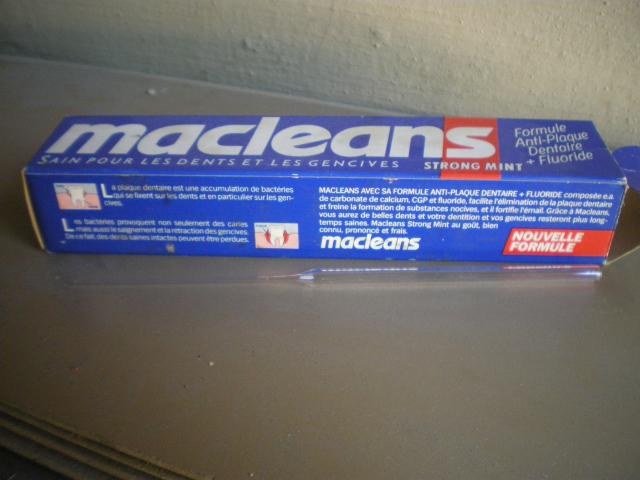 macleans
SAIN POUR LES DENTS ET LES GENCIVES
STRONG MINT
Formule
Anti-Plaque
Dentaire
+ Fluoride
La plaque dentaire est une accumulation de bactéries
qui se fixent sur les dents et en particulier sur les gen-
cives.
Les bactéries provoquent non seulement des caries
mais aussi le saignement et la retraction des gencives.
De ce fait, des dents saines intactes peuvent être perdues.
MACLEANS AVEC SA FORMULE ANTI-PLAQUE DENTAIRE + FLUORIDE composée e.a.
de carbonate de calcium, CGP et fluoride, facilite l'élimination de la plaque dentaire
et freine la formation de substances nocives, et il fortifie l'émail. Grâce à Macleans,
vous aurez de belles dents et votre dentition et vos gencives resteront plus long-
temps saines. Macleans Strong Mint au goût, bien
connu, prononcé et frais.
macleans
NOUVELLE
FORMULE